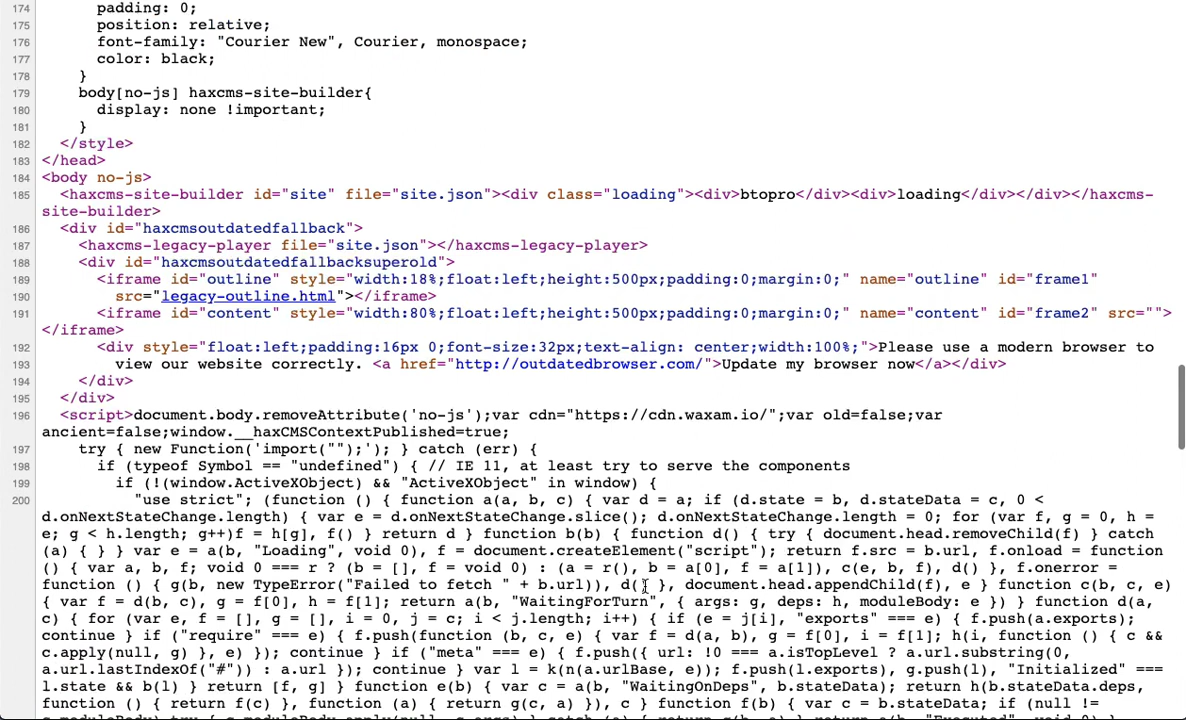 174 padding: 0;
175 position: relative;
176 font-family: "Courier New", Courier, monospace;
177 color: black;
178 }
179 body[no-js] haxcms-site-builder{
180 display: none !important;
181 }
182 </style>
183 </head>
184 <body no-js>
185 <haxcms-site-builder id="site" file="site.json"><div class="loading"><div>btopro</div><div>loading</div></div></haxcms-
site-builder>
186 <div id="haxcmsoutdatedfallback">
187 <haxcms-legacy-player file="site.json"></haxcms-legacy-player>
188 <div id="haxcmsoutdatedfallbacksuperold">
189 <iframe id="outline" style="width:18%;float:left;height:500px;padding:0;margin:0;" name="outline" id="frame1"
190 src="legacy-outline.html"></iframe>
191 <iframe id="content" style="width:80%;float:left;height:500px;padding:0;margin:0;" name="content" id="frame2" src="">
</iframe>
192 <div style="float:left;padding:16px 0;font-size:32px;text-align: center;width:100%;">Please use a modern browser to
193 view our website correctly. <a href="http://outdatedbrowser.com/">Update my browser now</a></div>
194 </div>
195 </div>
196 <script>document.body.removeAttribute('no-js');var cdn="https://cdn.waxam.io/";var old=false;var
ancient=false;window.__haxCMSContextPublished=true;
197 try { new Function('import("");'); } catch (err) {
198 if (typeof Symbol == "undefined") { // IE 11, at least try to serve the components
199 if (!(window.ActiveXObject) && "ActiveXObject" in window) {
200 "use strict"; (function () { function a(a, b, c) { var d = a; if (d.state = b, d.stateData = c, 0 <
d.onNextStateChange.length) { var e = d.onNextStateChange.slice(); d.onNextStateChange.length = 0; for (var f, g = 0, h =
e; g < h.length; g++)f = h[g], f() } return d } function b(b) { function d() { try { document.head.removeChild(f) } catch
(a) { } } var e = a(b, "Loading", void 0), f = document.createElement("script"); return f.src = b.url, f.onload = function
() { var a, b, f; void 0 === r ? (b = [], f = void 0) : (a = r(), b = a[0], f = a[1]), c(e, b, f), d() }, f.onerror =
function () { g(b, new TypeError("Failed to fetch " + b.url)), d() }, document.head.appendChild(f), e } function c(b, c, e)
{ var f = d(b, c), g = f[0], h = f[1]; return a(b, "WaitingForTurn", { args: g, deps: h, moduleBody: e }) } function d(a,
c) { for (var e, f = [], g = [], i = 0, j = c; i < j.length; i++) { if (e = j[i], "exports" === e) { f.push(a.exports);
continue } if ("require" === e) { f.push(function (b, c, e) { var f = d(a, b), g = f[0], i = f[1]; h(i, function () { c &&
c.apply(null, g) }, e) }); continue } if ("meta" === e) { f.push({ url: !0 === a.isTopLevel ? a.url.substring(0,
a.url.lastIndexOf("#")) : a.url }); continue } var l = k(n(a.urlBase, e)); f.push(l.exports), g.push(l), "Initialized" ===
l.state && b(l) } return [f, g] } function e(b) { var c = a(b, "WaitingOnDeps", b.stateData); return h(b.stateData.deps,
function () { return f(c) }, function (a) { return g(c, a) }), c } function f(b) { var c = b.stateData; if (null !=